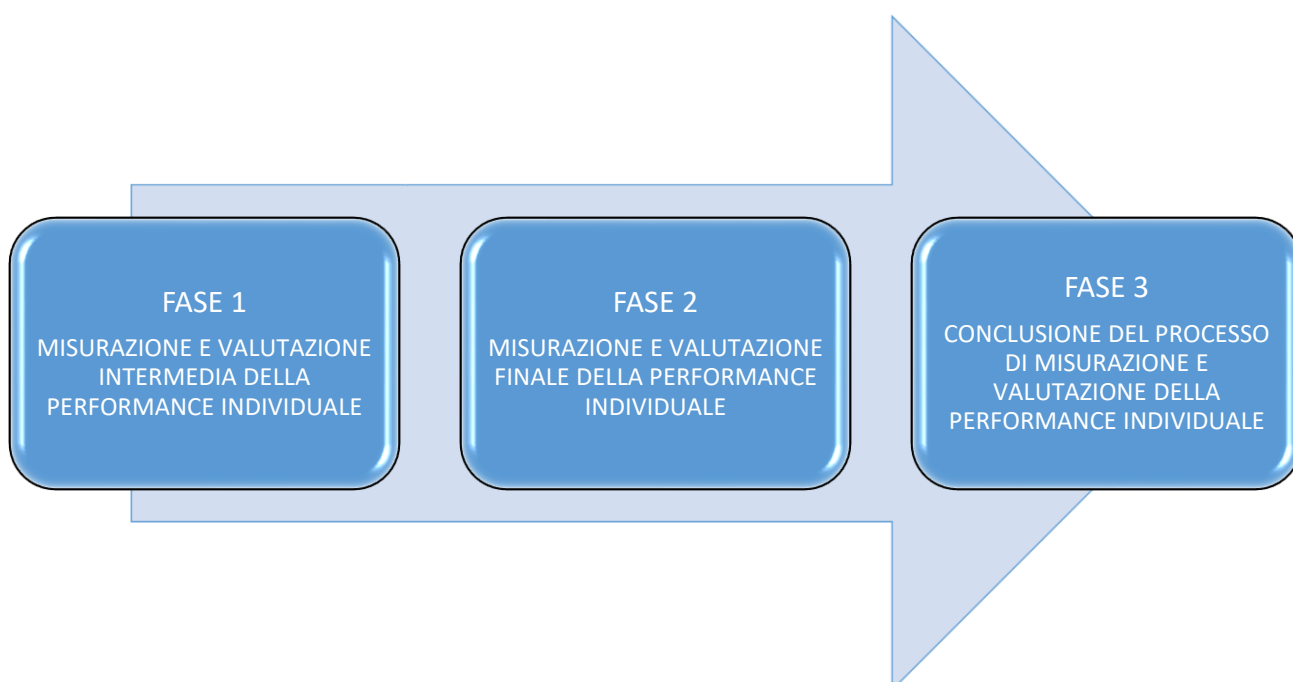 FASE 1
MISURAZIONE E VALUTAZIONE
INTERMEDIA DELLA
PERFORMANCE INDIVIDUALE
FASE 2
MISURAZIONE E VALUTAZIONE
FINALE DELLA PERFORMANCE
INDIVIDUALE
FASE 3
CONCLUSIONE DEL PROCESSO
DI MISURAZIONE E
VALUTAZIONE DELLA
PERFORMANCE INDIVIDUALE